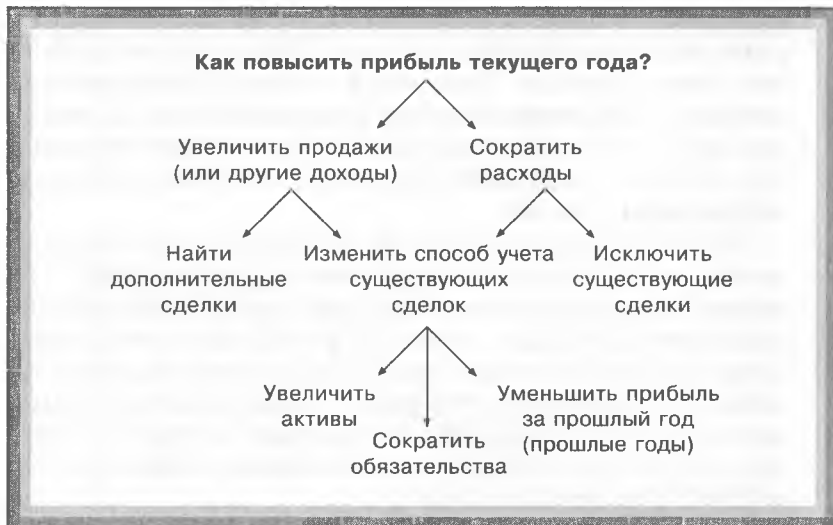 Как повысить прибыль текущего года?
Увеличить продажи
(или другие доходы)
Сократить
расходы
Найти
дополнительные
сделки
Изменить способ учета
существующих
сделок
Исключить
существующие
сделки
Увеличить
активы
Сократить
обязательства
Уменьшить прибыль
за прошлый год
(прошлые годы)